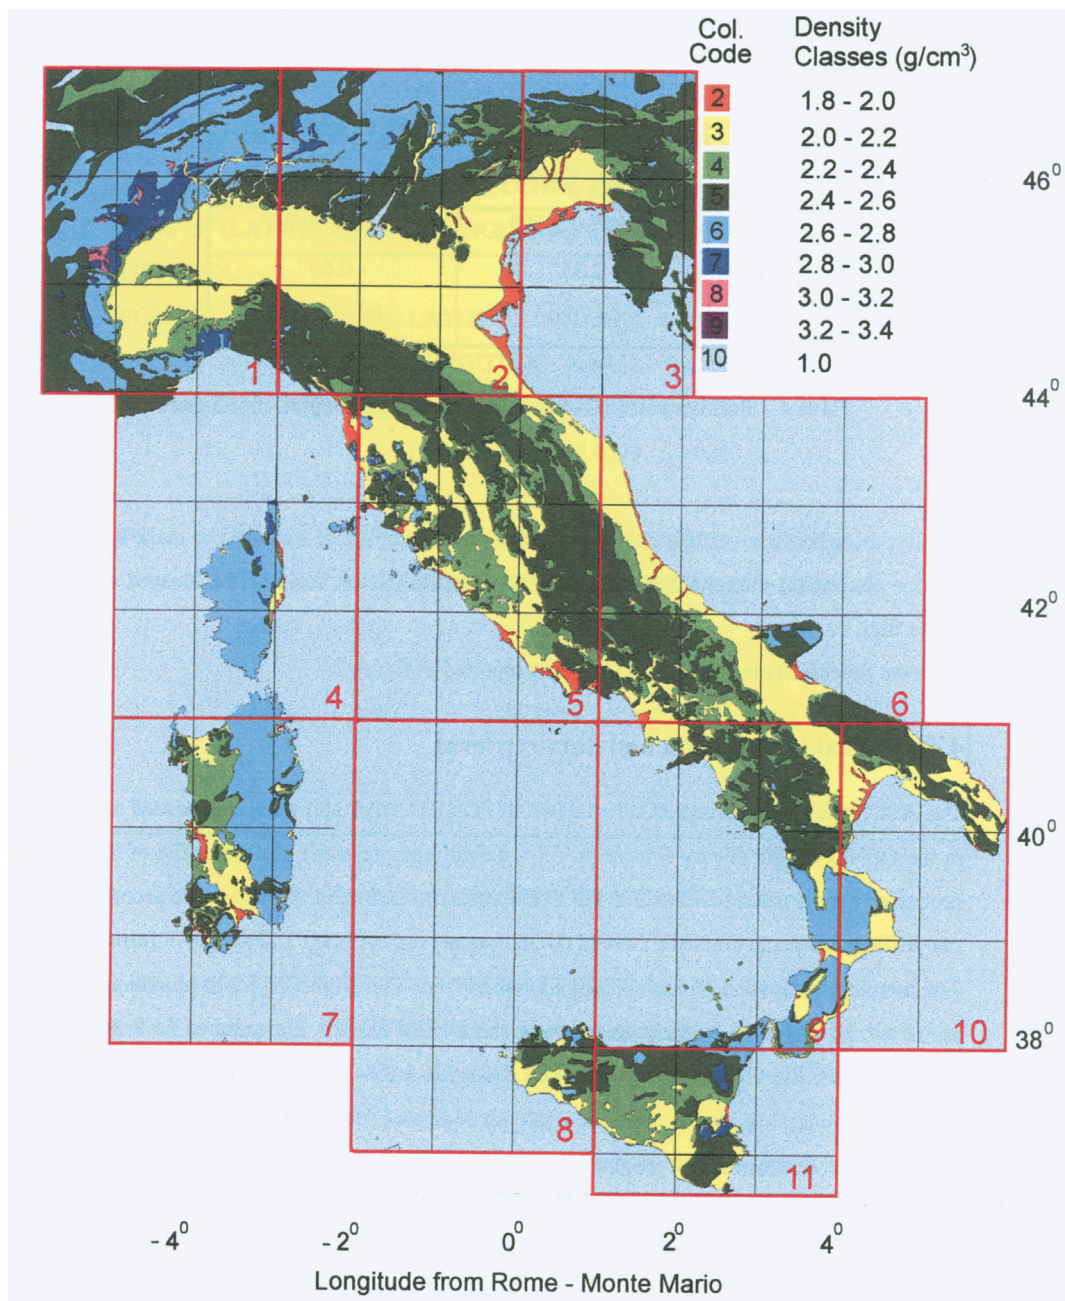 Col. Code
Density Classes (g/cm³)
2 1.8 - 2.0
3 2.0 - 2.2
4 2.2 - 2.4
5 2.4 - 2.6
6 2.6 - 2.8
7 2.8 - 3.0
8 3.0 - 3.2
9 3.2 - 3.4
10 1.0
46⁰
1
2
3
44⁰
42⁰
4
5
6
40⁰
7
9
10
38⁰
8
11
- 4⁰
- 2⁰
0⁰
2⁰
4⁰
Longitude from Rome - Monte Mario